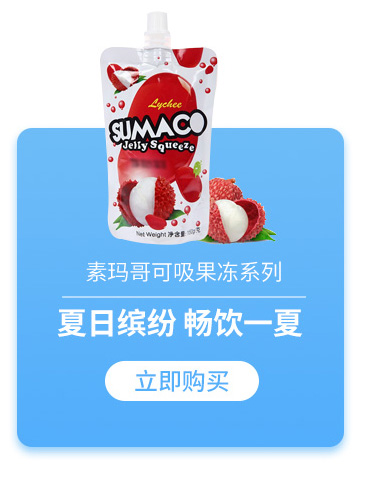 Lychee
SUMACO
Jelly Squeeze
Net Weight 净含量
素玛哥可吸果冻系列
夏日缤纷 畅饮一夏
立即购买